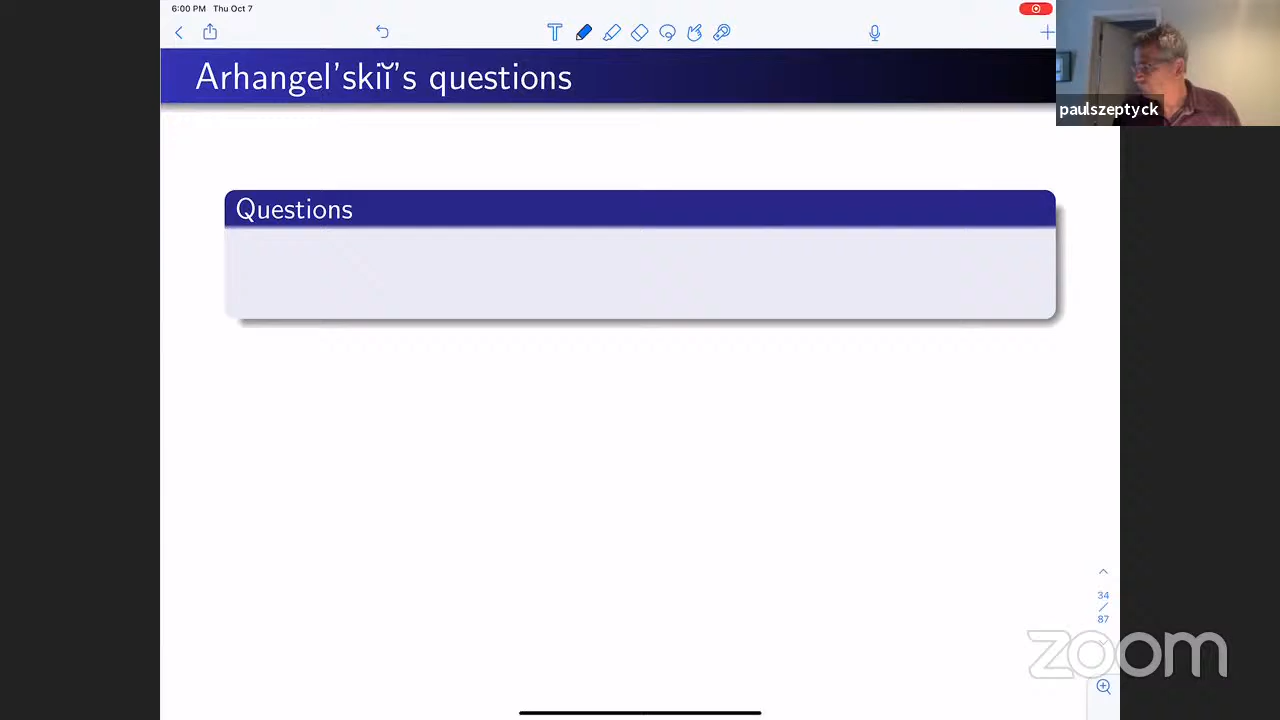 6:00 PM Thu Oct 7
Arhangel'skiĭ's questions
paulszeptyck
Questions
34
/
87
zoom